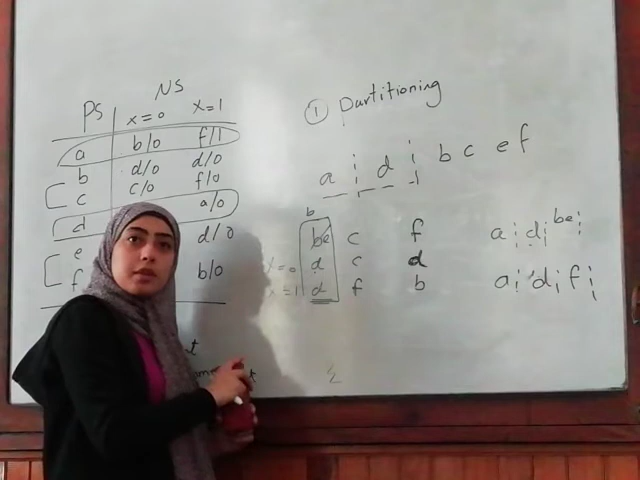 NS
PS x=0 x=1
a b/0 f/1
b d/0 d/0
c c/0 f/0
d a/0
e d/0
f b/0
① Partitioning
a ¦ d ¦ b c e f
b
be c f
x=0 d c d
x=1 d f b
a ¦ d ¦ be ¦
a ¦ d ¦ f ¦